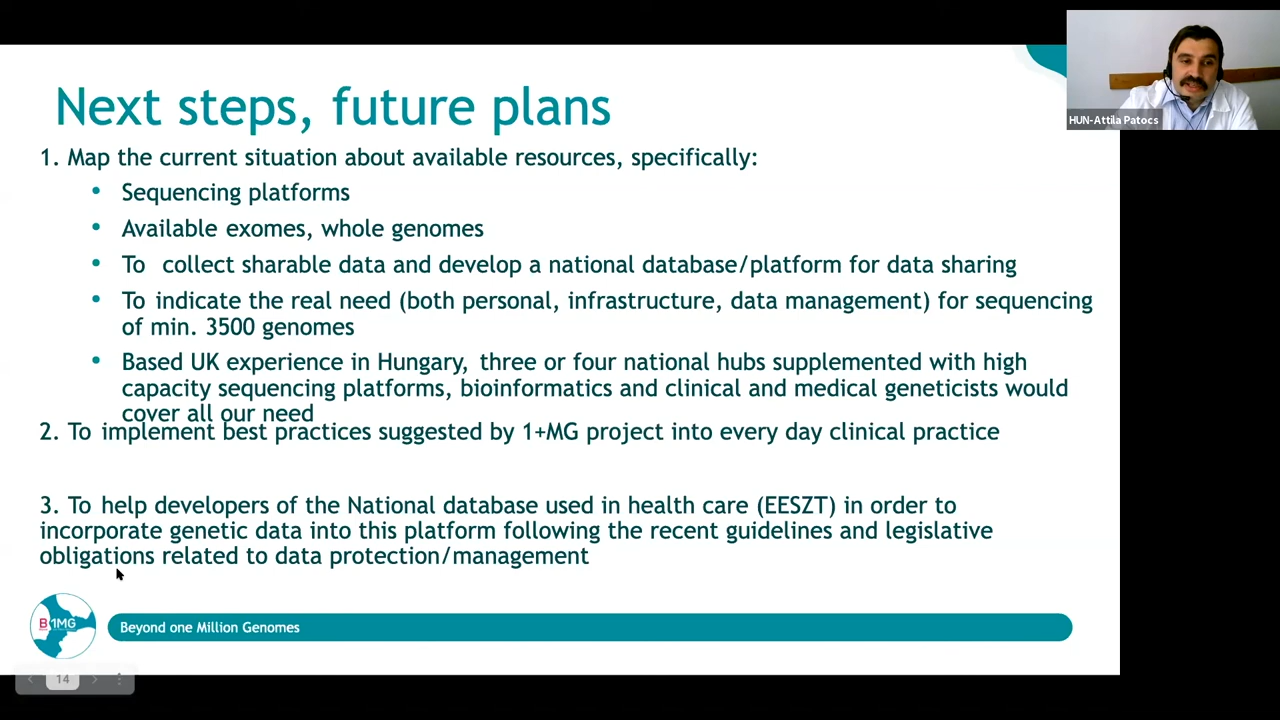 HUN-Attila Patocs
Next steps, future plans
1. Map the current situation about available resources, specifically:
• Sequencing platforms
• Available exomes, whole genomes
• To collect sharable data and develop a national database/platform for data sharing
• To indicate the real need (both personal, infrastructure, data management) for sequencing
of min. 3500 genomes
• Based UK experience in Hungary, three or four national hubs supplemented with high
capacity sequencing platforms, bioinformatics and clinical and medical geneticists would
cover all our need
2. To implement best practices suggested by 1+MG project into every day clinical practice
3. To help developers of the National database used in health care (EESZT) in order to
incorporate genetic data into this platform following the recent guidelines and legislative
obligations related to data protection/management
B1MG
Beyond one Million Genomes
14